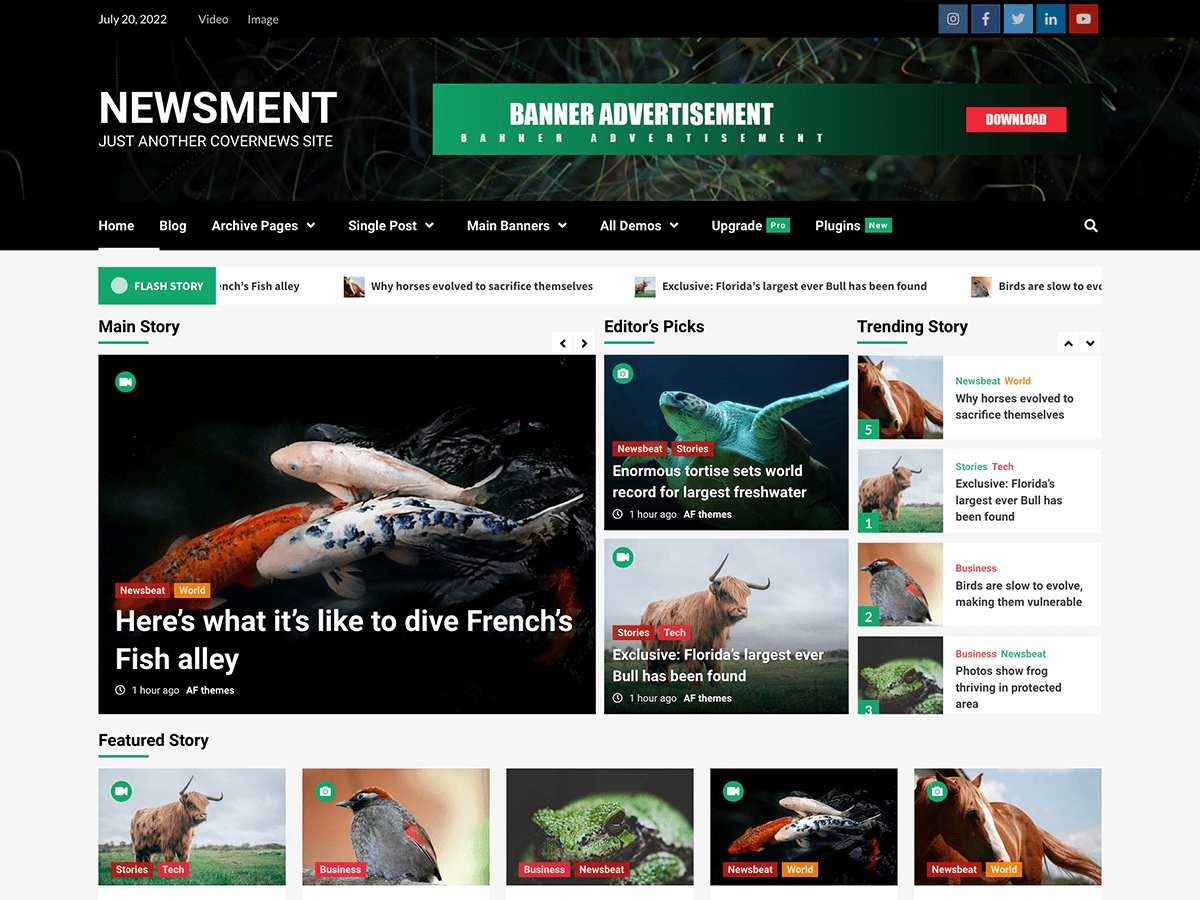 July 20, 2022 Video Image
NEWSMENT
JUST ANOTHER COVERNEWS SITE
BANNER ADVERTISEMENT
BANNER ADVERTISEMENT
DOWNLOAD
Home Blog Archive Pages Single Post Main Banners All Demos Upgrade Pro Plugins New
FLASH STORY
ench's Fish alley
Why horses evolved to sacrifice themselves
Exclusive: Florida's largest ever Bull has been found
Birds are slow to evo
Main Story
Newsbeat World
Here's what it's like to dive French's
Fish alley
1 hour ago AF themes
Editor's Picks
Newsbeat Stories
Enormous tortise sets world
record for largest freshwater
1 hour ago AF themes
Stories Tech
Exclusive: Florida's largest ever
Bull has been found
1 hour ago AF themes
Trending Story
5
Newsbeat World
Why horses evolved to
sacrifice themselves
1
Stories Tech
Exclusive: Florida's
largest ever Bull has
been found
2
Business
Birds are slow to evolve,
making them vulnerable
3
Business Newsbeat
Photos show frog
thriving in protected
area
Featured Story
Stories Tech
Business
Business Newsbeat
Newsbeat World
Newsbeat World